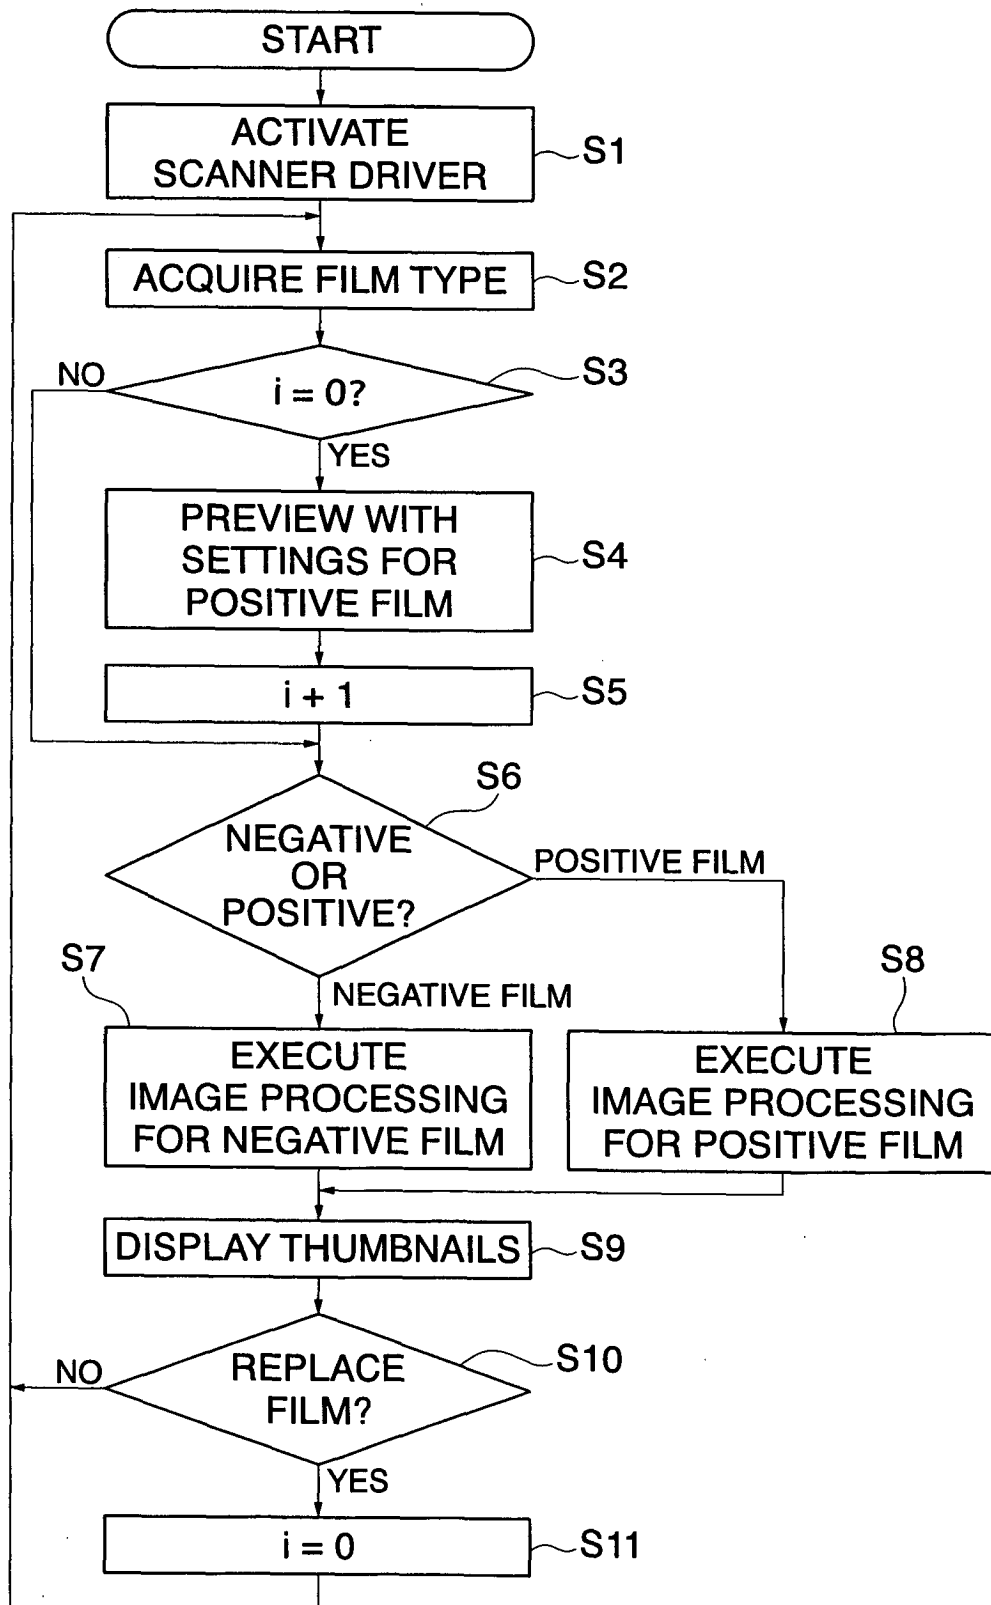 START
ACTIVATE
SCANNER DRIVER
S1
ACQUIRE FILM TYPE
S2
NO
i = 0?
S3
YES
PREVIEW WITH
SETTINGS FOR
POSITIVE FILM
S4
i + 1
S5
S6
NEGATIVE
OR
POSITIVE?
POSITIVE FILM
S7
NEGATIVE FILM
S8
EXECUTE
IMAGE PROCESSING
FOR NEGATIVE FILM
EXECUTE
IMAGE PROCESSING
FOR POSITIVE FILM
DISPLAY THUMBNAILS
S9
NO
REPLACE
FILM?
S10
YES
i = 0
S11